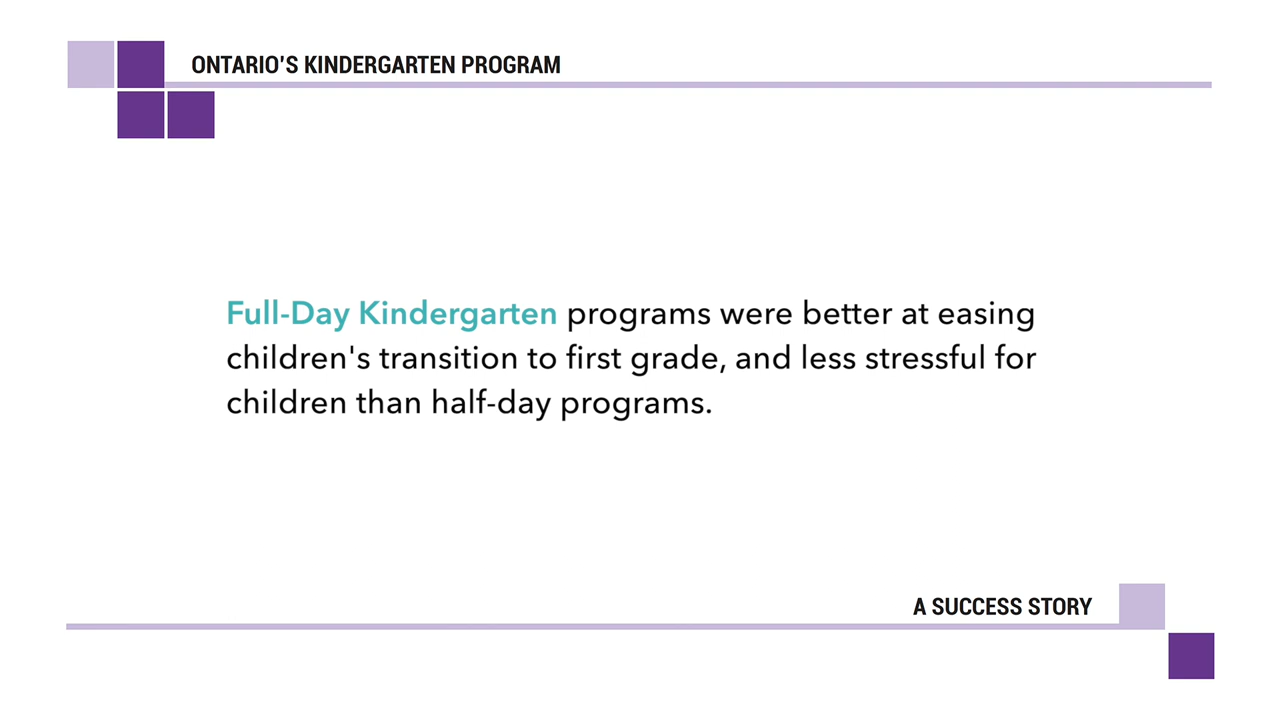 ONTARIO'S KINDERGARTEN PROGRAM
Full-Day Kindergarten programs were better at easing
children's transition to first grade, and less stressful for
children than half-day programs.
A SUCCESS STORY